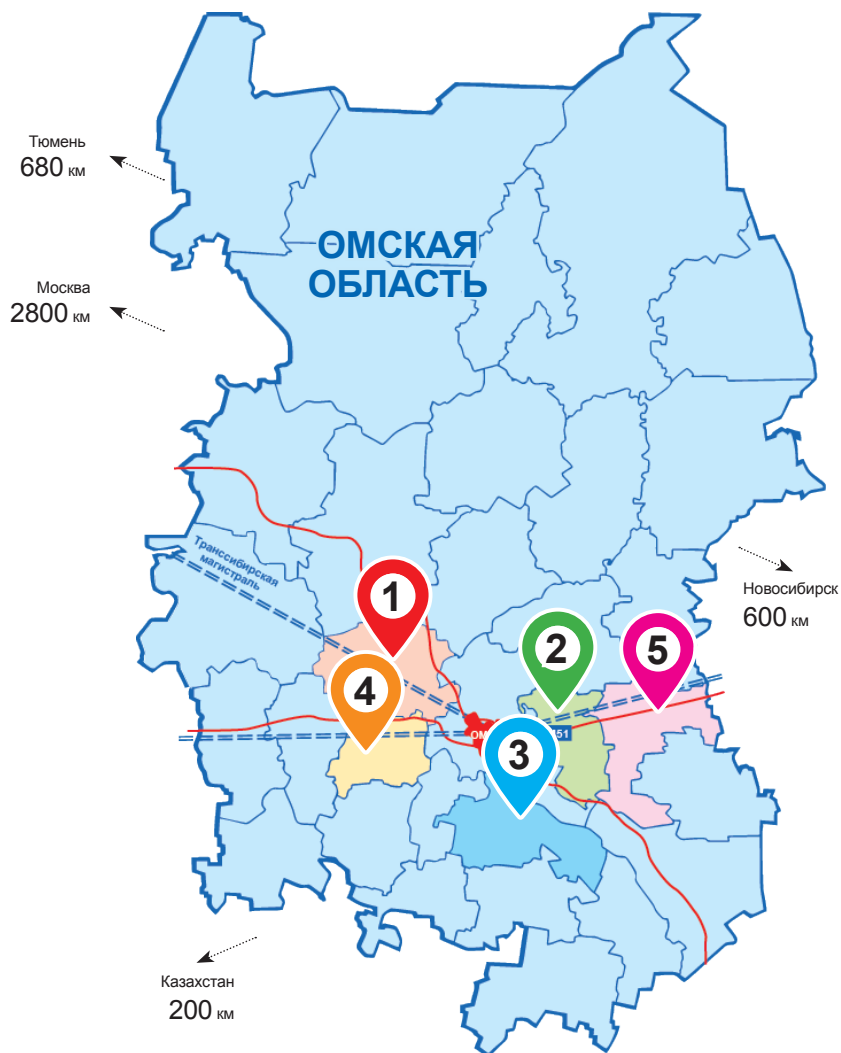 Тюмень
680 км
ОМСКАЯ
ОБЛАСТЬ
Москва
2800 км
Транссибирская
магистраль
Новосибирск
600 км
1
2
5
4
3
51
Казахстан
200 км